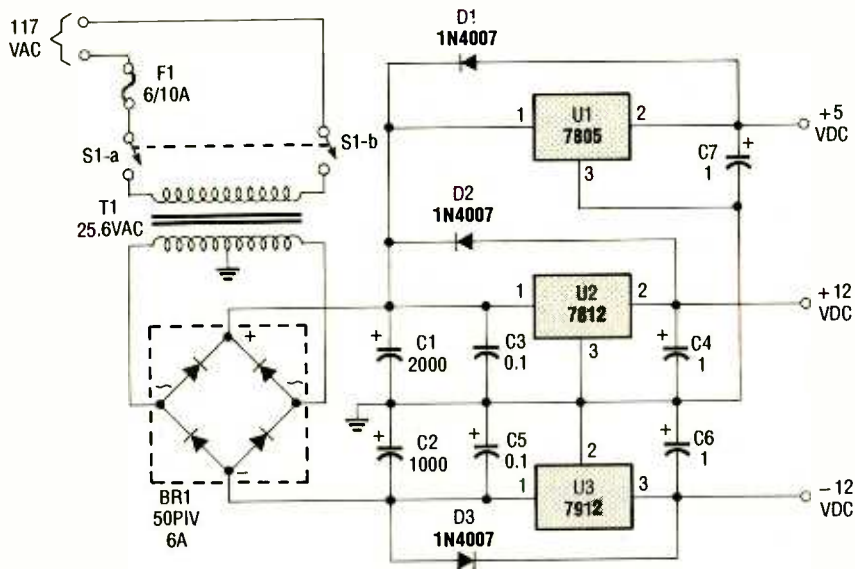 117
VAC
F1
6/10A
S1-a
S1-b
T1
25.6VAC
+
~
~
−
BR1
50PIV
6A
D1
1N4007
1
U1
7805
2
3
+5
VDC
C7
1
+
D2
1N4007
1
U2
7812
2
3
+12
VDC
+
C1
2000
C3
0.1
+
C4
1
+
C2
1000
+
C5
0.1
+
C6
1
2
1
U3
7912
3
−12
VDC
D3
1N4007